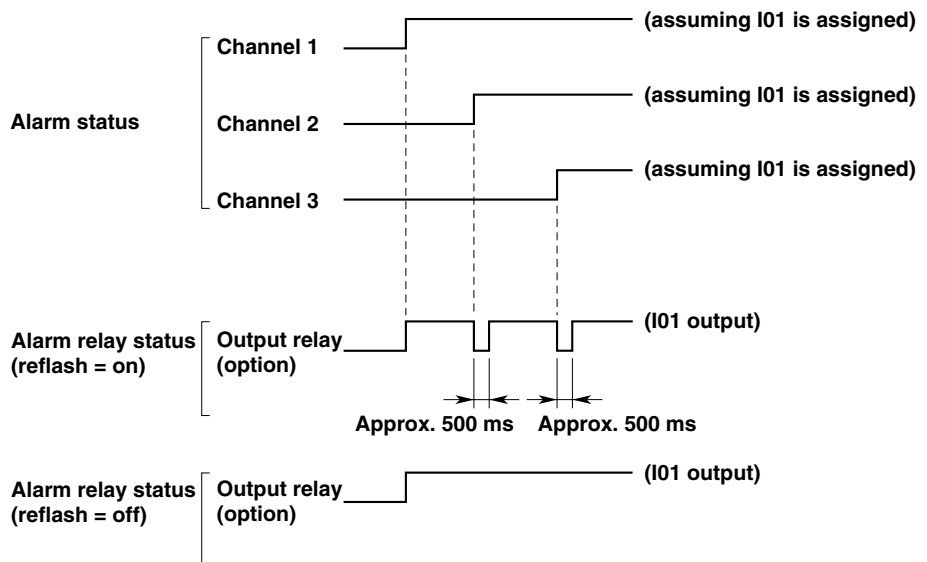 Channel 1
(assuming I01 is assigned)
Alarm status
Channel 2
(assuming I01 is assigned)
Channel 3
(assuming I01 is assigned)
Alarm relay status
(reflash = on)
Output relay
(option)
(I01 output)
Approx. 500 ms
Approx. 500 ms
Alarm relay status
(reflash = off)
Output relay
(option)
(I01 output)